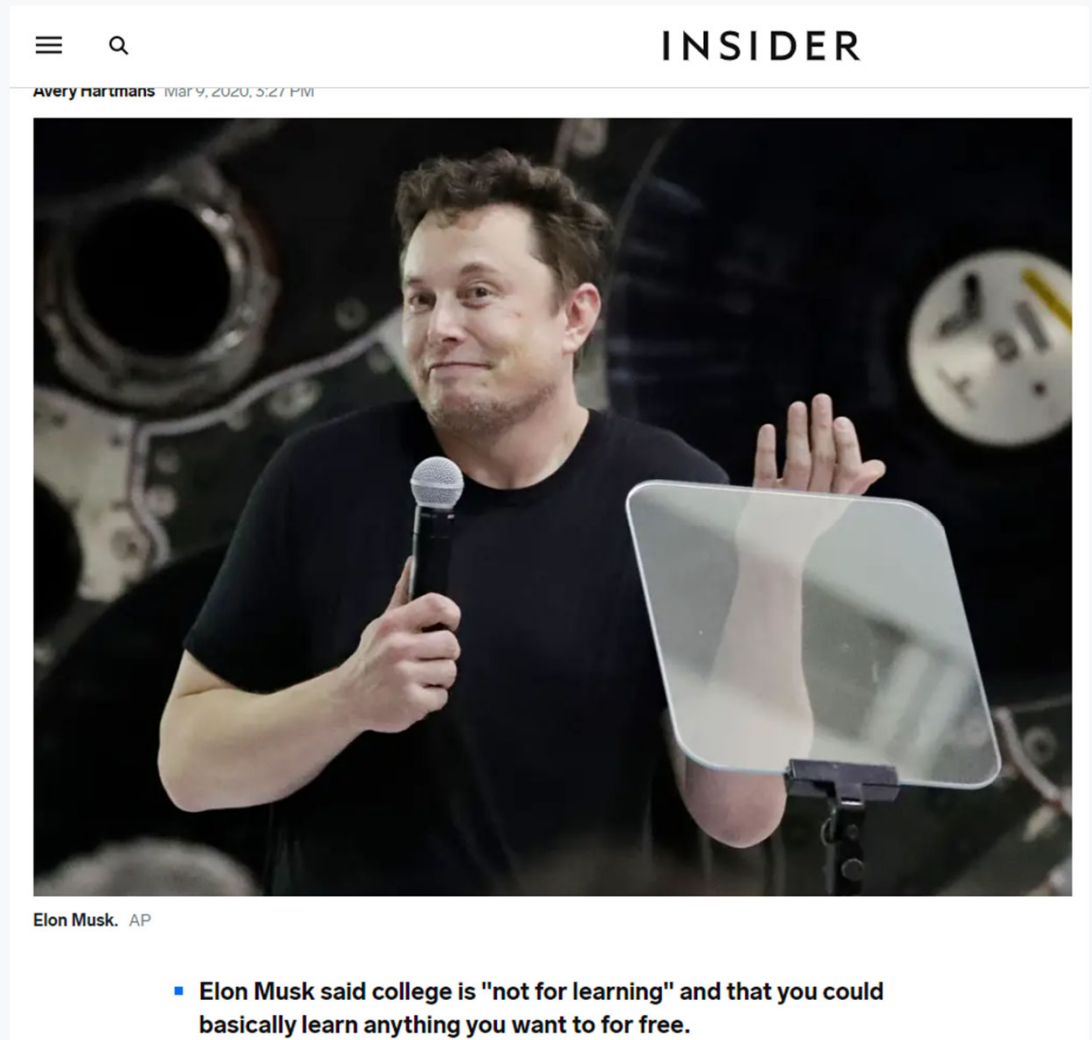 INSIDER
Avery Hartmans Mar 9, 2020, 3:27 PM
Elon Musk. AP
Elon Musk said college is "not for learning" and that you could
basically learn anything you want to for free.